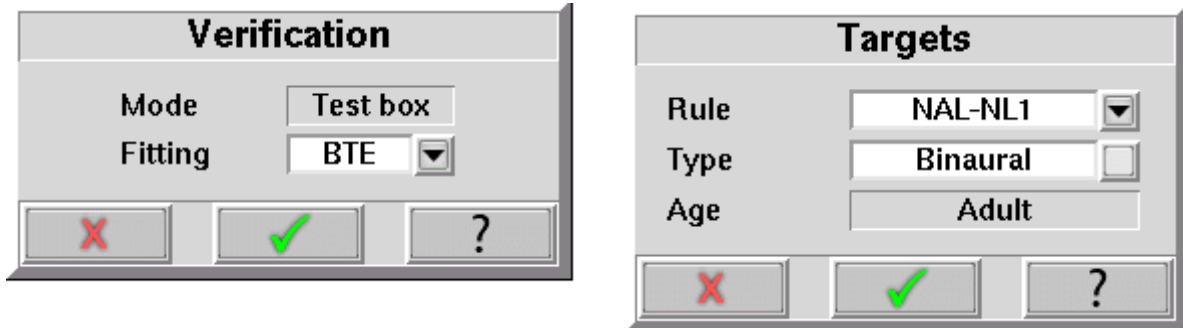 Verification
Mode Test box
Fitting BTE
?
Targets
Rule NAL-NL1
Type Binaural
Age Adult
?